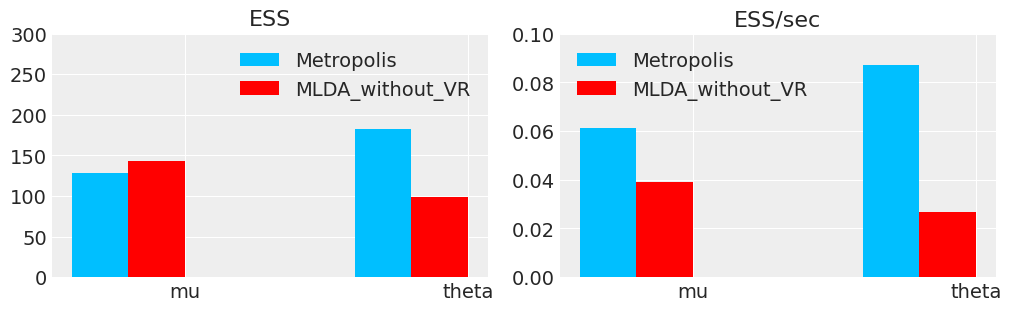 ESS
300
250
200
150
100
50
0
Metropolis
MLDA_without_VR
mu
theta
ESS/sec
0.10
0.08
0.06
0.04
0.02
0.00
Metropolis
MLDA_without_VR
mu
theta